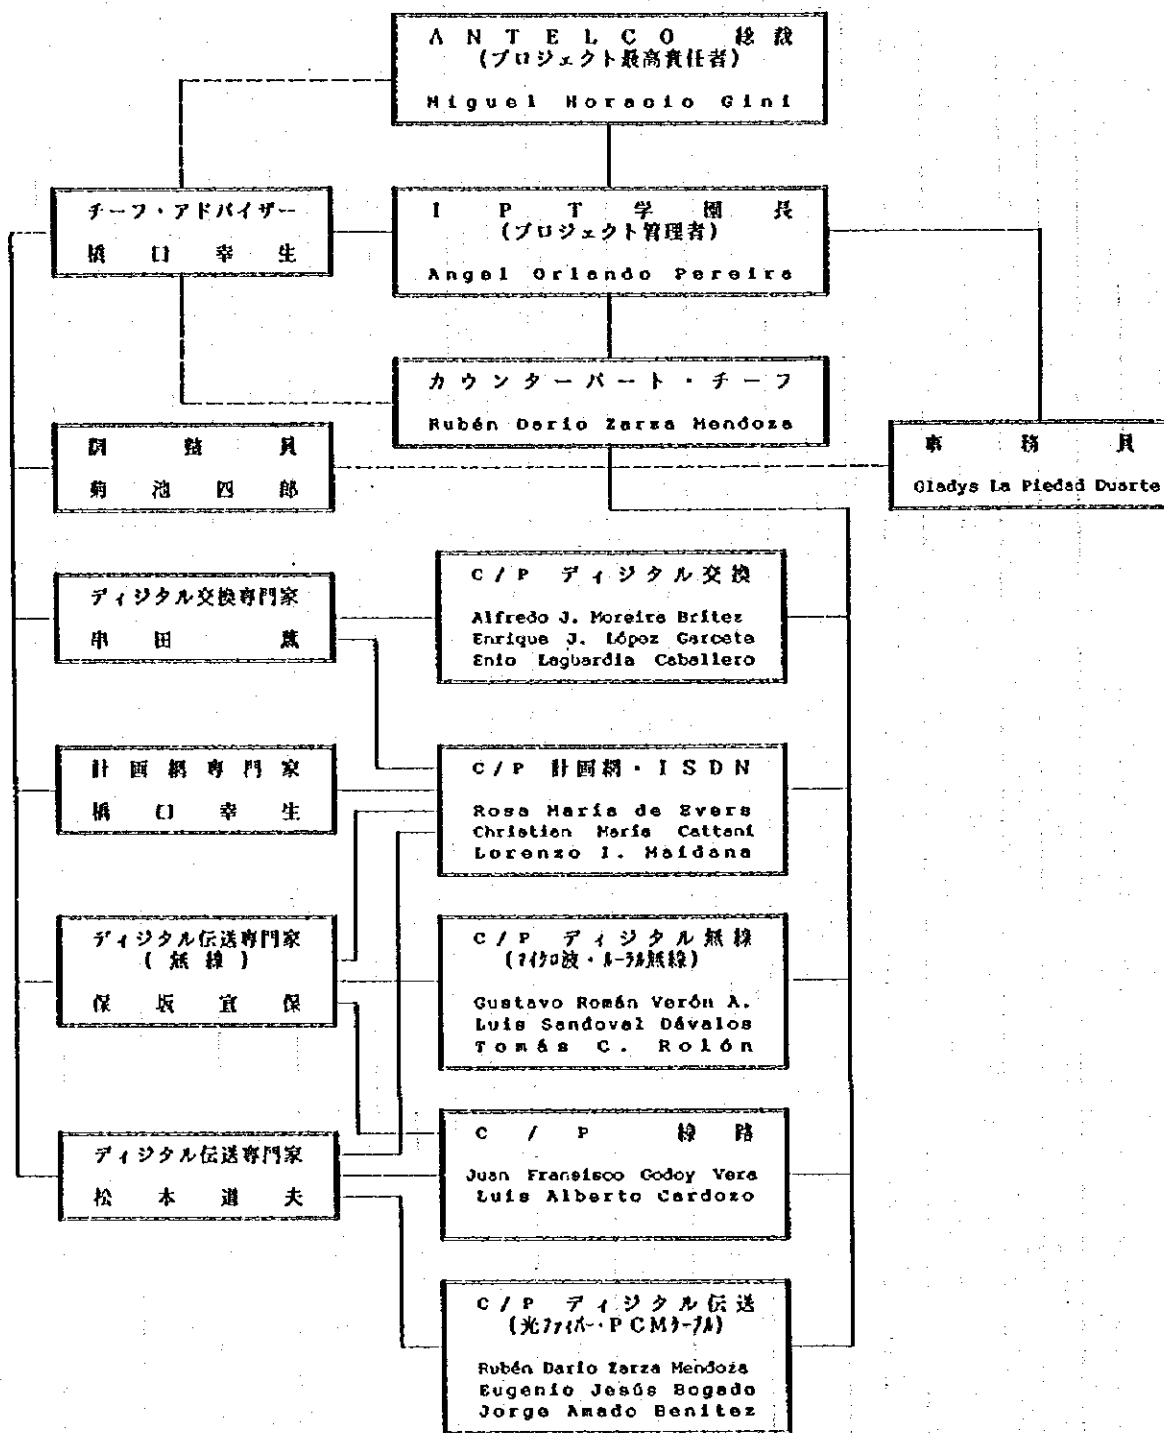 ANTELCO 総裁
(プロジェクト最高責任者)
Miguel Horacio Gini
チーフ・アドバイザー
橋口幸生
IPT学園長
(プロジェクト管理者)
Angel Orlando Pereira
カウンターパート・チーフ
Rubén Dario Zarza Mendoza
調整員
菊池四郎
事務員
Gladys La Piedad Duarte
ディジタル交換専門家
串田薫
C/P ディジタル交換
Alfredo J. Moreira Britez
Enrique J. López Garcete
Enio Laguardia Caballero
計画網専門家
橋口幸生
C/P 計画網・ISDN
Rosa María de Evers
Christian María Cattani
Lorenzo I. Maidana
ディジタル伝送専門家
(無線)
保坂宜保
C/P ディジタル無線
(マイクロ波・ルーラル無線)
Gustavo Román Verón A.
Luis Sandoval Dávalos
Tomás C. Rolón
ディジタル伝送専門家
松本道夫
C/P 線路
Juan Fransisco Godoy Vera
Luis Alberto Cardozo
C/P ディジタル伝送
(光ファイバー・PCMケーブル)
Rubén Dario Zarza Mendoza
Eugenio Jesús Bogado
Jorge Amado Benitez